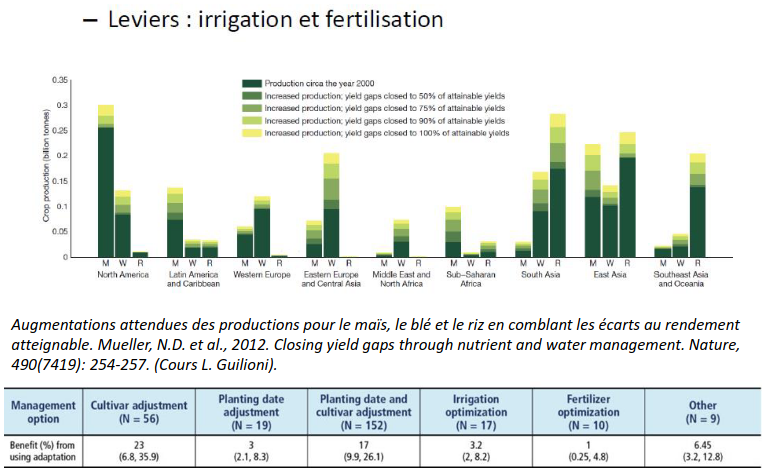 – Leviers : irrigation et fertilisation
0.35
0.3
0.25
0.2
0.15
0.1
0.05
0
Crop production (billion tonnes)
Production circa the year 2000
Increased production; yield gaps closed to 50% of attainable yields
Increased production; yield gaps closed to 75% of attainable yields
Increased production; yield gaps closed to 90% of attainable yields
Increased production; yield gaps closed to 100% of attainable yields
M W R
North America
M W R
Latin America
and Caribbean
M W R
Western Europe
M W R
Eastern Europe
and Central Asia
M W R
Middle East and
North Africa
M W R
Sub–Saharan
Africa
M W R
South Asia
M W R
East Asia
M W R
Southeast Asia
and Oceania
Augmentations attendues des productions pour le maïs, le blé et le riz en comblant les écarts au rendement
atteignable. Mueller, N.D. et al., 2012. Closing yield gaps through nutrient and water management. Nature,
490(7419): 254-257. (Cours L. Guilioni).
Management
option
Cultivar adjustment
(N = 56)
Planting date
adjustment
(N = 19)
Planting date and
cultivar adjustment
(N = 152)
Irrigation
optimization
(N = 17)
Fertilizer
optimization
(N = 10)
Other
(N = 9)
Benefit (%) from
using adaptation
23
(6.8, 35.9)
3
(2.1, 8.3)
17
(9.9, 26.1)
3.2
(2, 8.2)
1
(0.25, 4.8)
6.45
(3.2, 12.8)